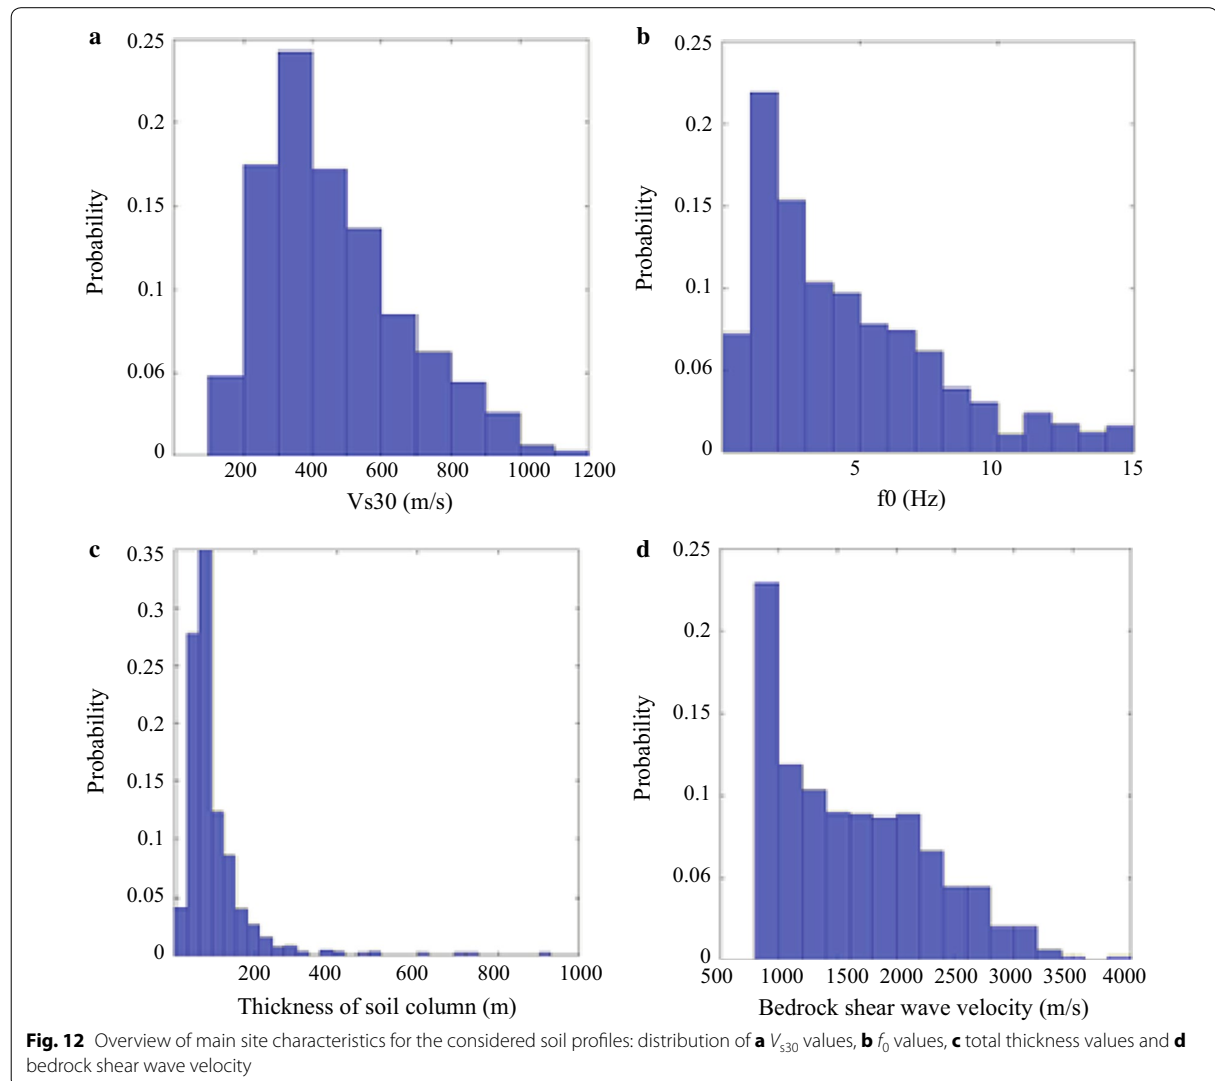 a
0.25
0.2
0.15
0.1
0.06
0
Probability
200 400 600 800 1000 1200
Vs30 (m/s)
b
0.25
0.2
0.15
0.1
0.06
0
Probability
5 10 15
f0 (Hz)
c
0.35
0.3
0.25
0.2
0.15
0.1
0.05
0
Probability
200 400 600 800 1000
Thickness of soil column (m)
d
0.25
0.2
0.15
0.1
0.06
0
Probability
500 1000 1500 2000 2500 3000 3500 4000
Bedrock shear wave velocity (m/s)
Fig. 12 Overview of main site characteristics for the considered soil profiles: distribution of a Vs30 values, b f0 values, c total thickness values and d
bedrock shear wave velocity